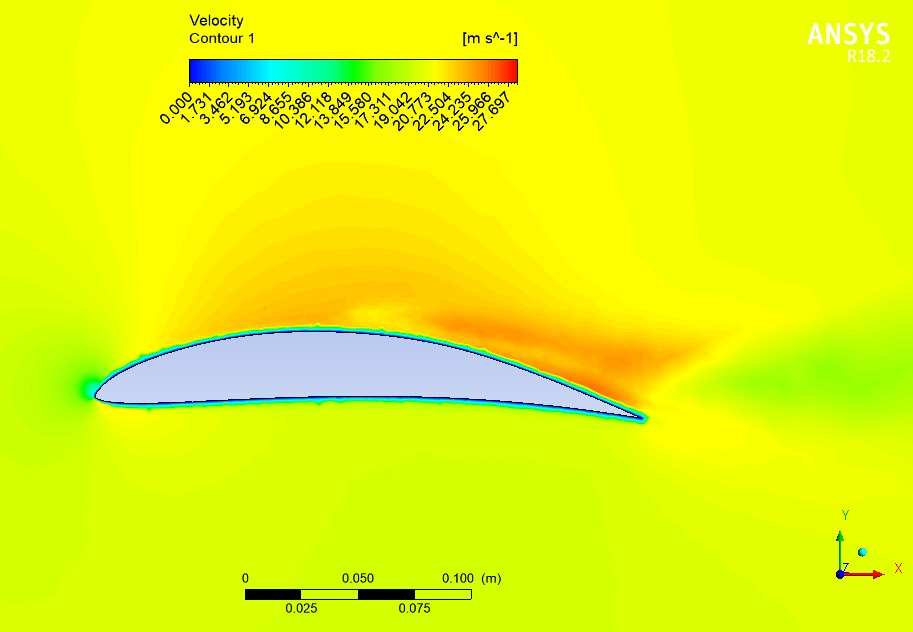 Velocity
Contour 1
[m s^-1]
ANSYS
R18.2
0.000
1.731
3.462
5.193
6.924
8.655
10.386
12.118
13.849
15.580
17.311
19.042
20.773
22.504
24.235
25.966
27.697
Y
Z
X
0
0.050
0.100 (m)
0.025
0.075